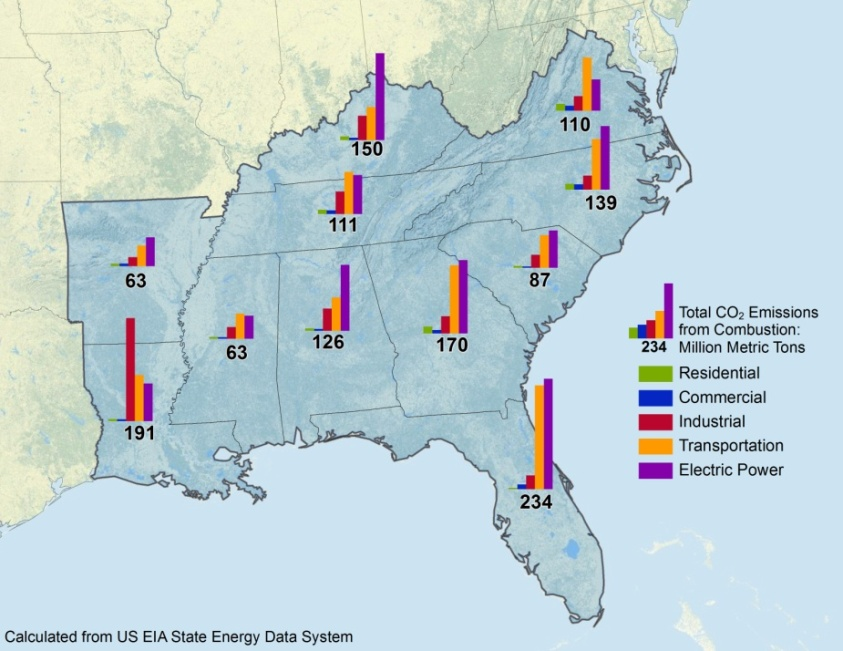 150
110
139
111
87
63
63
126
170
191
234
Total CO₂ Emissions
from Combustion:
234 Million Metric Tons
Residential
Commercial
Industrial
Transportation
Electric Power
Calculated from US EIA State Energy Data System